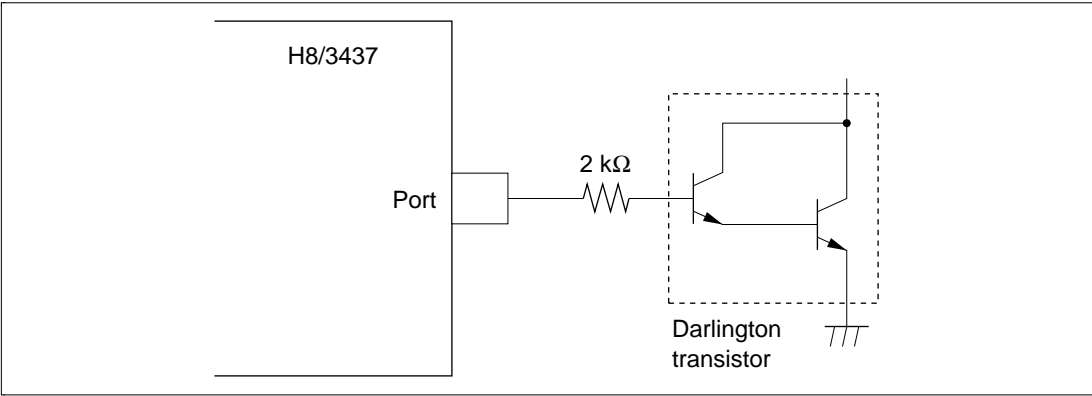 H8/3437
2 kΩ
Port
Darlington
transistor